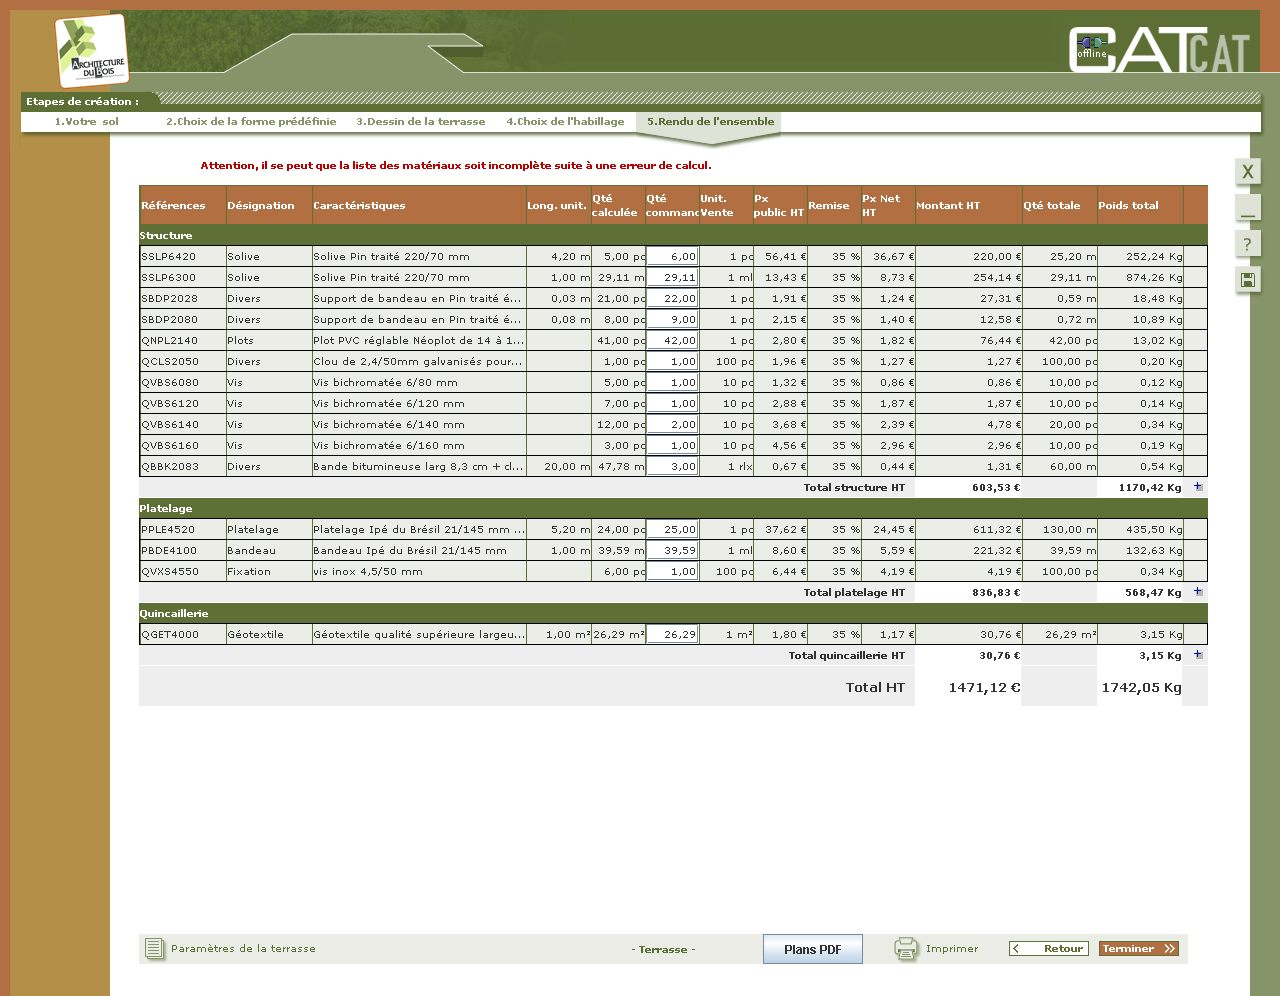 ARCHITECTURE
DU BOIS
CATCAT
offline
Etapes de création :
1.Votre sol 2.Choix de la forme prédéfinie 3.Dessin de la terrasse 4.Choix de l'habillage 5.Rendu de l'ensemble
Attention, il se peut que la liste des matériaux soit incomplète suite à une erreur de calcul.
X
_
?
Références Désignation Caractéristiques Long. unit. Qté calculée Qté commanc Unit. Vente Px public HT Remise Px Net HT Montant HT Qté totale Poids total
Structure
SSLP6420 Solive Solive Pin traité 220/70 mm 4,20 m 5,00 pc 6,00 1 pc 56,41 € 35 % 36,67 € 220,00 € 25,20 m 252,24 Kg
SSLP6300 Solive Solive Pin traité 220/70 mm 1,00 m 29,11 m 29,11 1 ml 13,43 € 35 % 8,73 € 254,14 € 29,11 m 874,26 Kg
SBDP2028 Divers Support de bandeau en Pin traité é... 0,03 m 21,00 pc 22,00 1 pc 1,91 € 35 % 1,24 € 27,31 € 0,59 m 18,48 Kg
SBDP2080 Divers Support de bandeau en Pin traité é... 0,08 m 8,00 pc 9,00 1 pc 2,15 € 35 % 1,40 € 12,58 € 0,72 m 10,89 Kg
QNPL2140 Plots Plot PVC réglable Néoplot de 14 à 1... 41,00 pc 42,00 1 pc 2,80 € 35 % 1,82 € 76,44 € 42,00 pc 13,02 Kg
QCLS2050 Divers Clou de 2,4/50mm galvanisés pour... 1,00 pc 1,00 100 pc 1,96 € 35 % 1,27 € 1,27 € 100,00 pc 0,20 Kg
QVBS6080 Vis Vis bichromatée 6/80 mm 5,00 pc 1,00 10 pc 1,32 € 35 % 0,86 € 0,86 € 10,00 pc 0,12 Kg
QVBS6120 Vis Vis bichromatée 6/120 mm 7,00 pc 1,00 10 pc 2,88 € 35 % 1,87 € 1,87 € 10,00 pc 0,14 Kg
QVBS6140 Vis Vis bichromatée 6/140 mm 12,00 pc 2,00 10 pc 3,68 € 35 % 2,39 € 4,78 € 20,00 pc 0,34 Kg
QVBS6160 Vis Vis bichromatée 6/160 mm 3,00 pc 1,00 10 pc 4,56 € 35 % 2,96 € 2,96 € 10,00 pc 0,19 Kg
QBBK2083 Divers Bande bitumineuse larg 8,3 cm + cl... 20,00 m 47,78 m 3,00 1 rlx 0,67 € 35 % 0,44 € 1,31 € 60,00 m 0,54 Kg
Total structure HT 603,53 € 1170,42 Kg +
Platelage
PPLE4520 Platelage Platelage Ipé du Brésil 21/145 mm ... 5,20 m 24,00 pc 25,00 1 pc 37,62 € 35 % 24,45 € 611,32 € 130,00 m 435,50 Kg
PBDE4100 Bandeau Bandeau Ipé du Brésil 21/145 mm 1,00 m 39,59 m 39,59 1 ml 8,60 € 35 % 5,59 € 221,32 € 39,59 m 132,63 Kg
QVXS4550 Fixation vis inox 4,5/50 mm 6,00 pc 1,00 100 pc 6,44 € 35 % 4,19 € 4,19 € 100,00 pc 0,34 Kg
Total platelage HT 836,83 € 568,47 Kg +
Quincaillerie
QGET4000 Géotextile Géotextile qualité supérieure largeu... 1,00 m² 26,29 m² 26,29 1 m² 1,80 € 35 % 1,17 € 30,76 € 26,29 m² 3,15 Kg
Total quincaillerie HT 30,76 € 3,15 Kg +
Total HT 1471,12 € 1742,05 Kg
Paramètres de la terrasse - Terrasse - Plans PDF Imprimer Retour Terminer